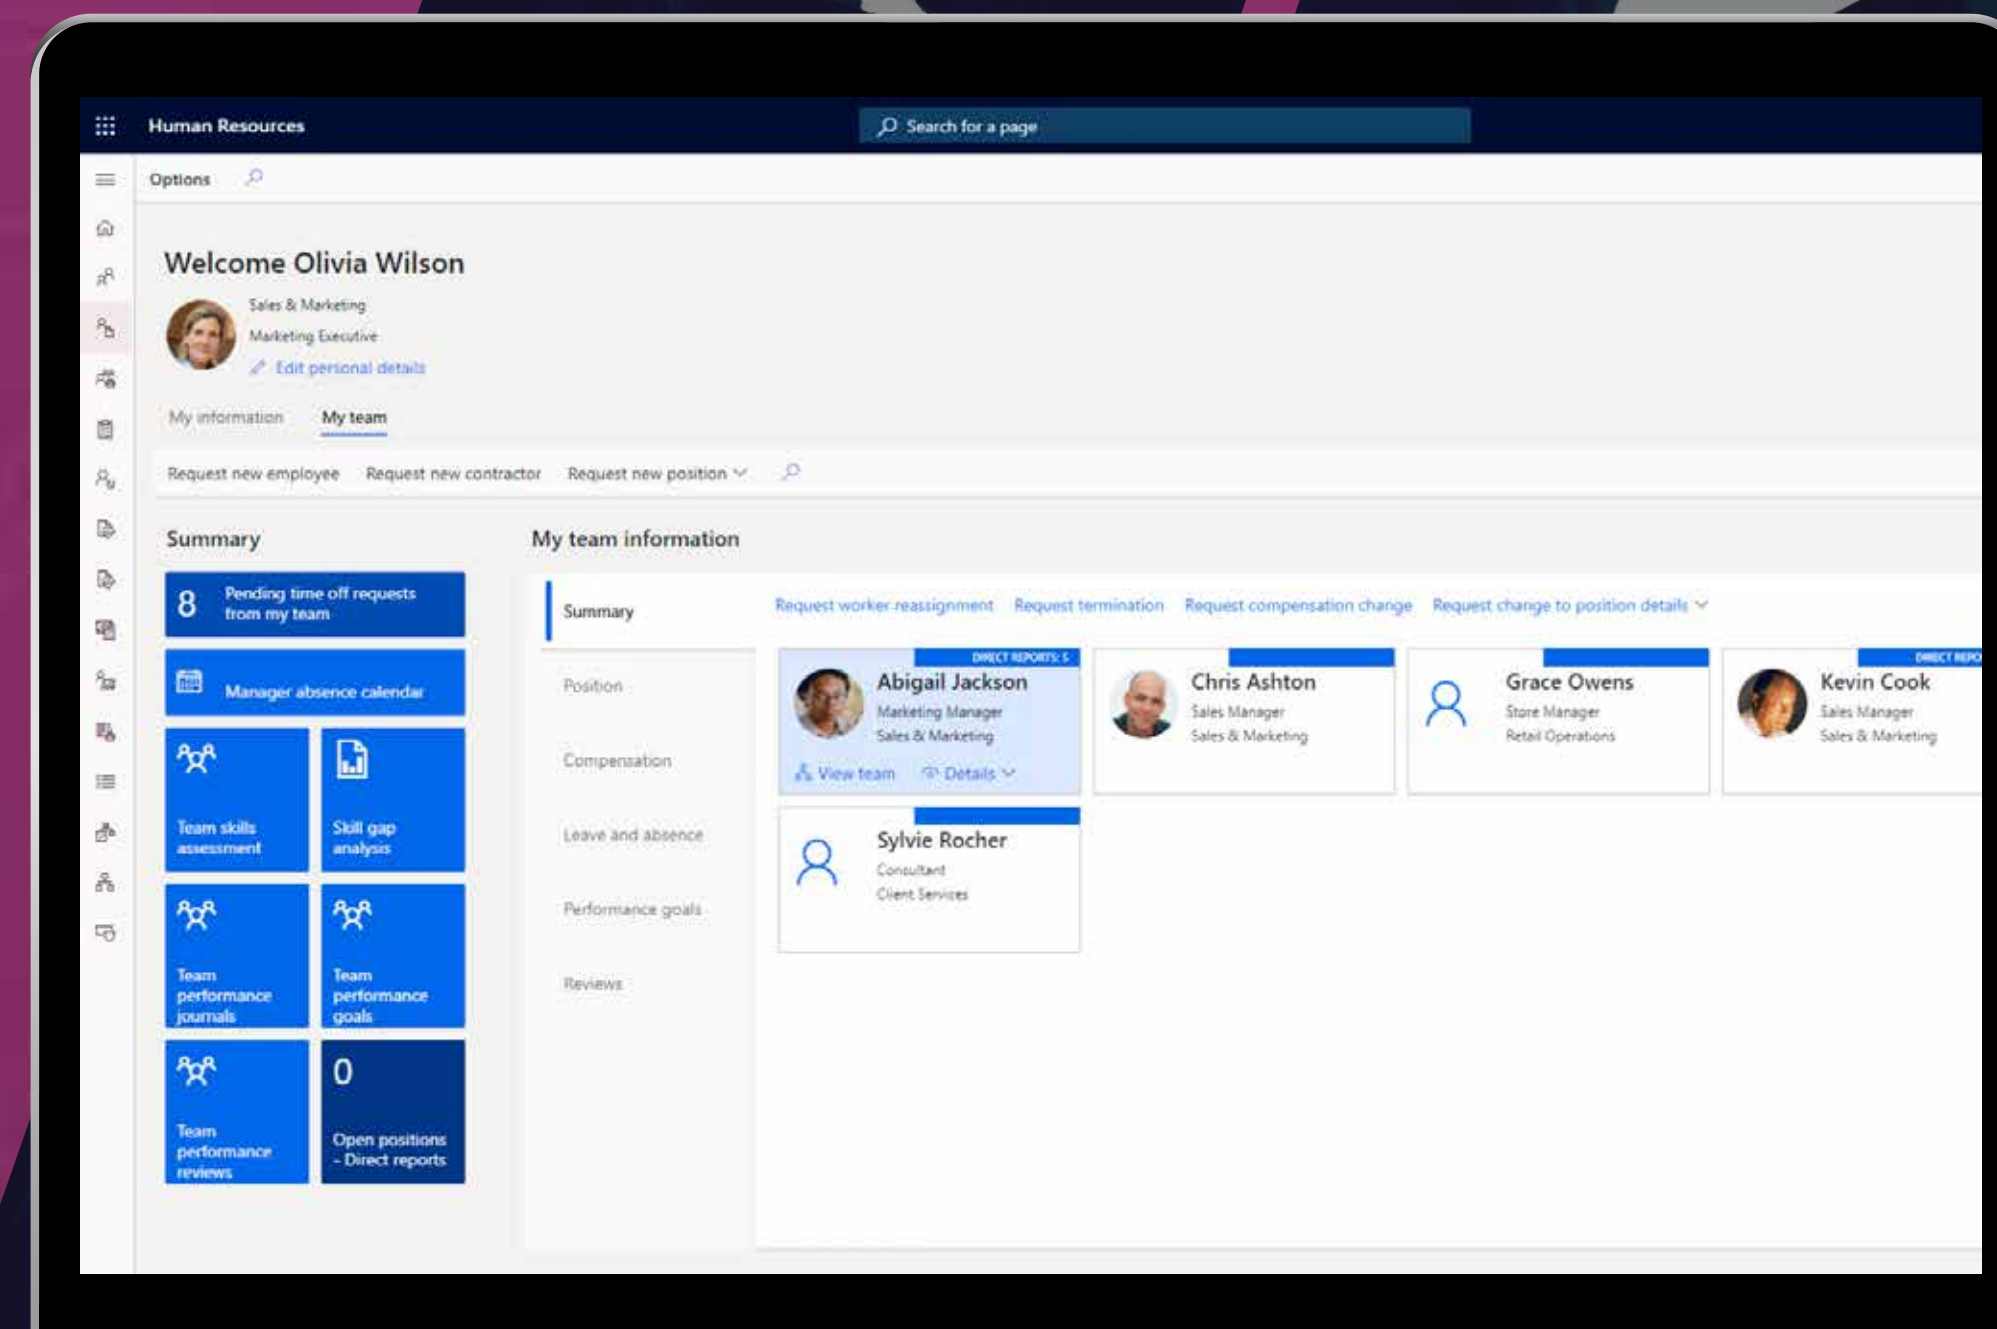 Human Resources
Search for a page
Options
Welcome Olivia Wilson
Sales & Marketing
Marketing Executive
Edit personal details
My information My team
Request new employee Request new contractor Request new position
Summary
8 Pending time off requests
from my team
Manager absence calendar
Team skills
assessment
Skill gap
analysis
Team
performance
journals
Team
performance
goals
Team
performance
reviews
0
Open positions
- Direct reports
My team information
Summary
Position
Compensation
Leave and absence
Performance goals
Reviews
Request worker reassignment Request termination Request compensation change Request change to position details
DIRECT REPORTS: 5
Abigail Jackson
Marketing Manager
Sales & Marketing
View team Details
Chris Ashton
Sales Manager
Sales & Marketing
Grace Owens
Store Manager
Retail Operations
DIRECT REPO
Kevin Cook
Sales Manager
Sales & Marketing
Sylvie Rocher
Consultant
Client Services